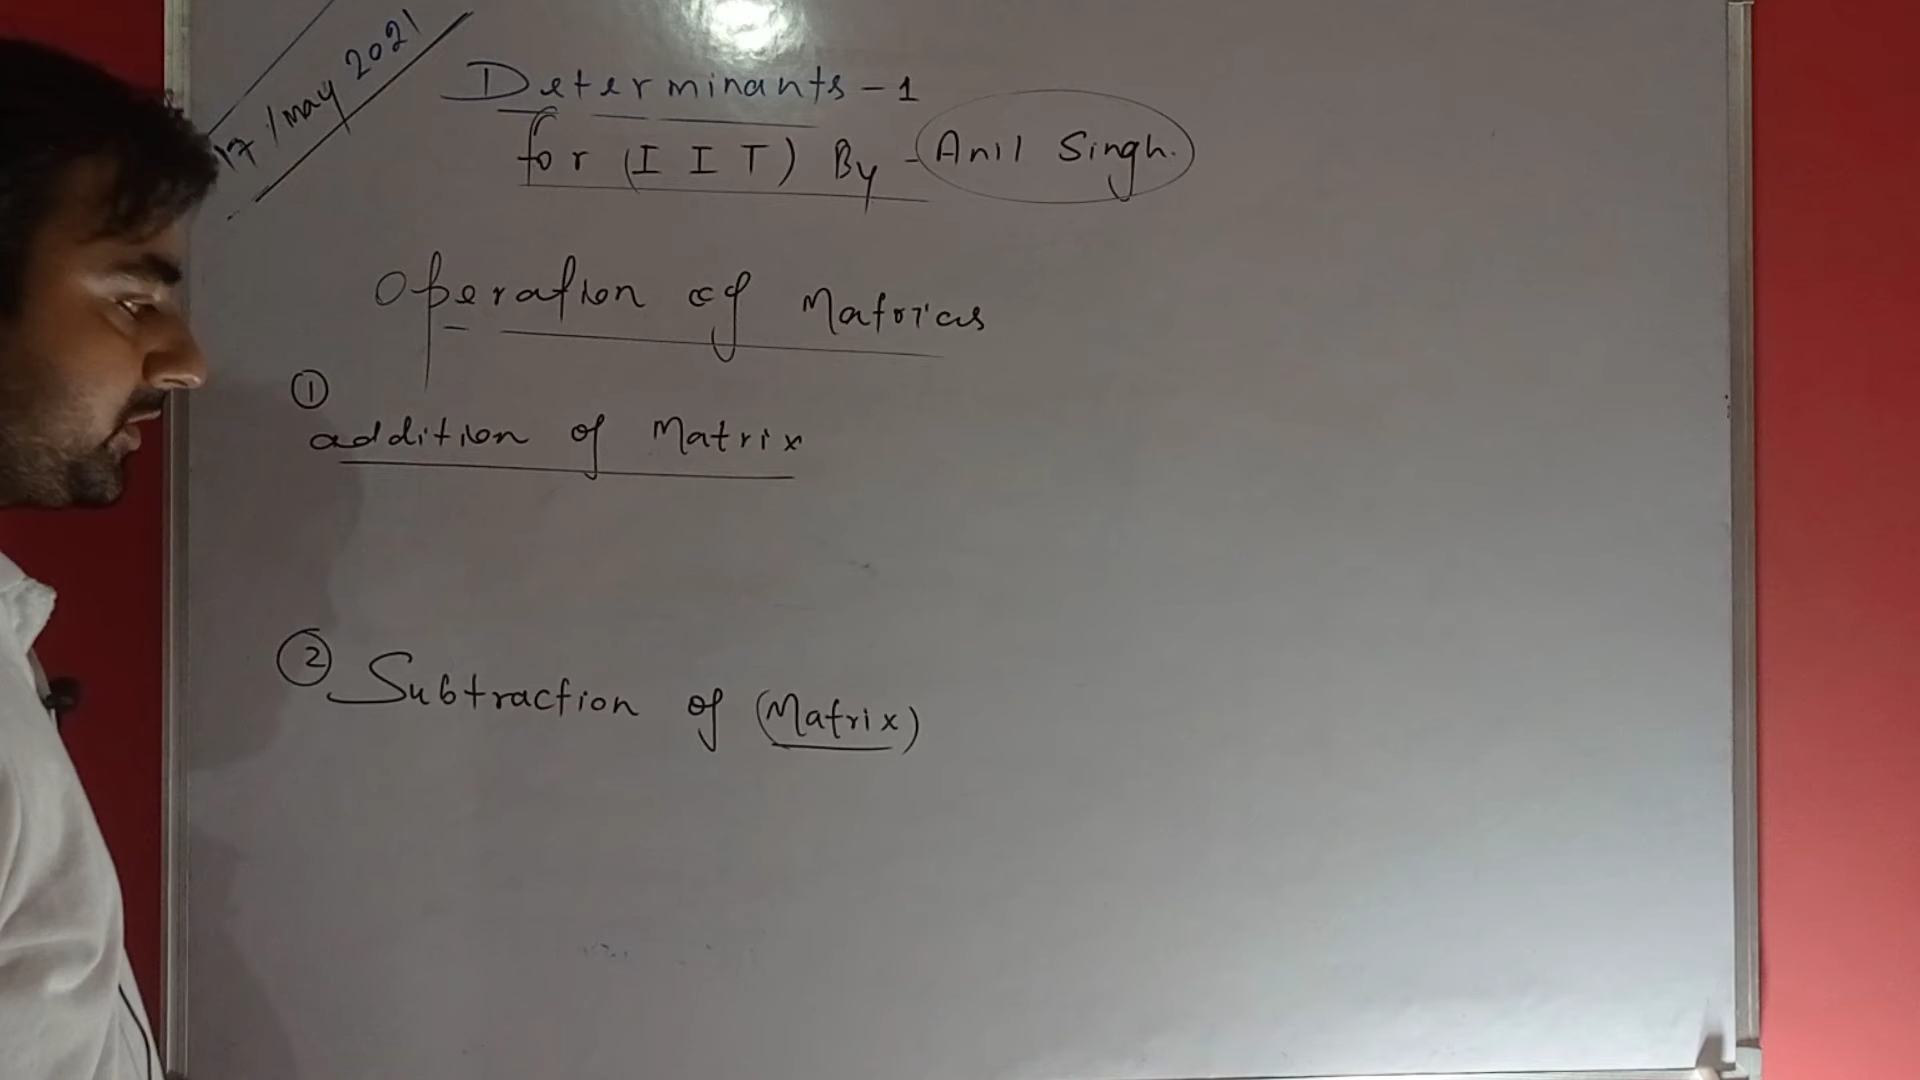 17/may 2021
Determinants-1
for (IIT) By - Anil Singh.
Operation of Matrices
①
addition of Matrix
② Subtraction of (Matrix)